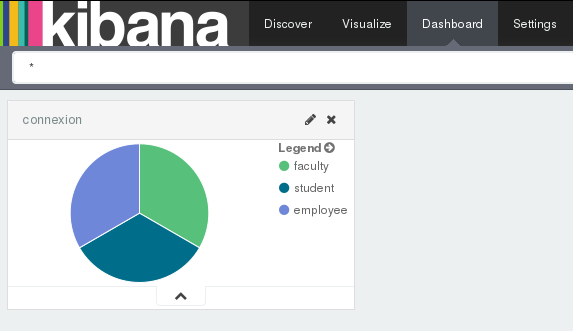 kibana Discover Visualize Dashboard Settings
*
connexion
Legend
faculty
student
employee